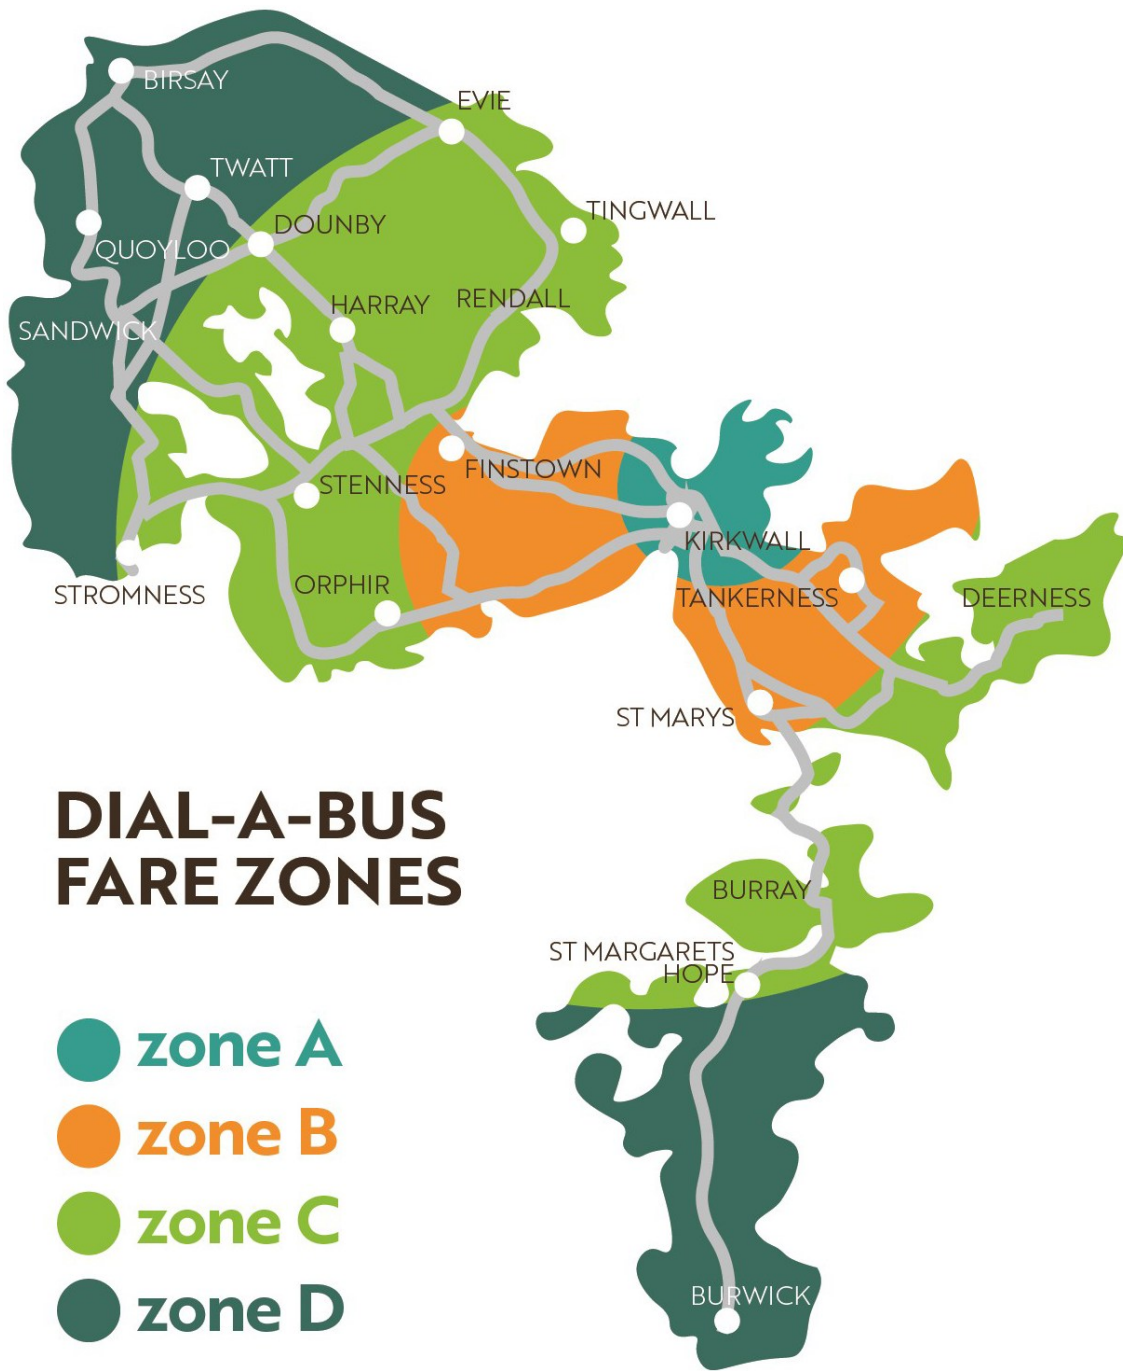 BIRSAY
EVIE
TWATT
TINGWALL
DOUNBY
QUOYLOO
RENDALL
HARRAY
SANDWICK
FINSTOWN
STENNESS
KIRKWALL
ORPHIR
STROMNESS
TANKERNESS
DEERNESS
ST MARYS
DIAL-A-BUS
FARE ZONES
BURRAY
ST MARGARETS
HOPE
zone A
zone B
zone C
zone D
BURWICK